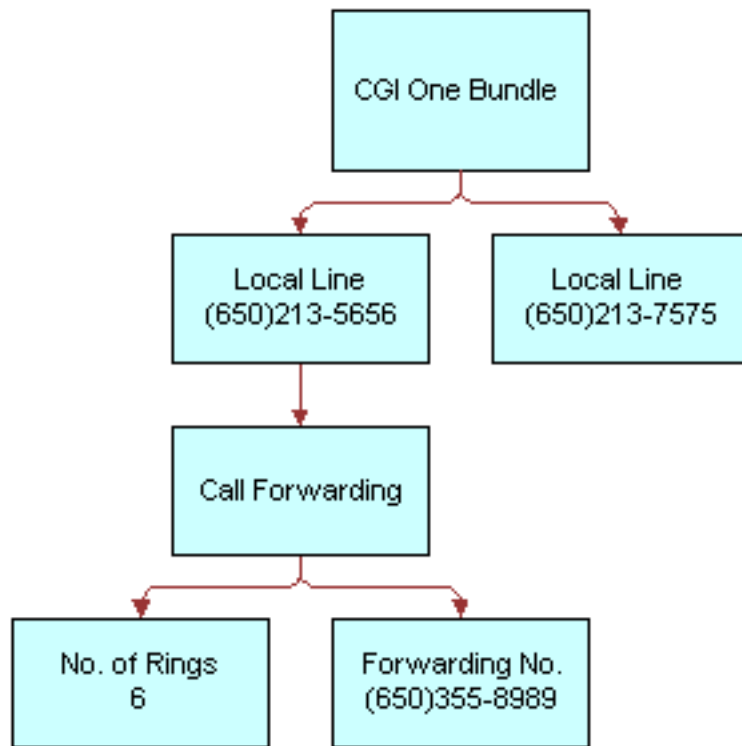 CGI One Bundle
Local Line
(650)213-5656
Local Line
(650)213-7575
Call Forwarding
No. of Rings
6
Forwarding No.
(650)355-8989